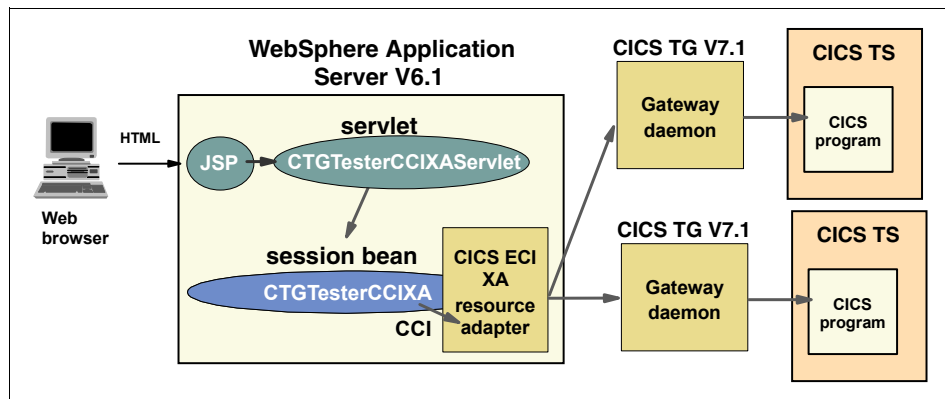 WebSphere Application
Server V6.1
HTML
Web
browser
JSP
servlet
CTGTesterCCIXAServlet
session bean
CTGTesterCCIXA
CCI
CICS ECI
XA
resource
adapter
CICS TG V7.1
Gateway
daemon
CICS TS
CICS
program
CICS TG V7.1
Gateway
daemon
CICS TS
CICS
program